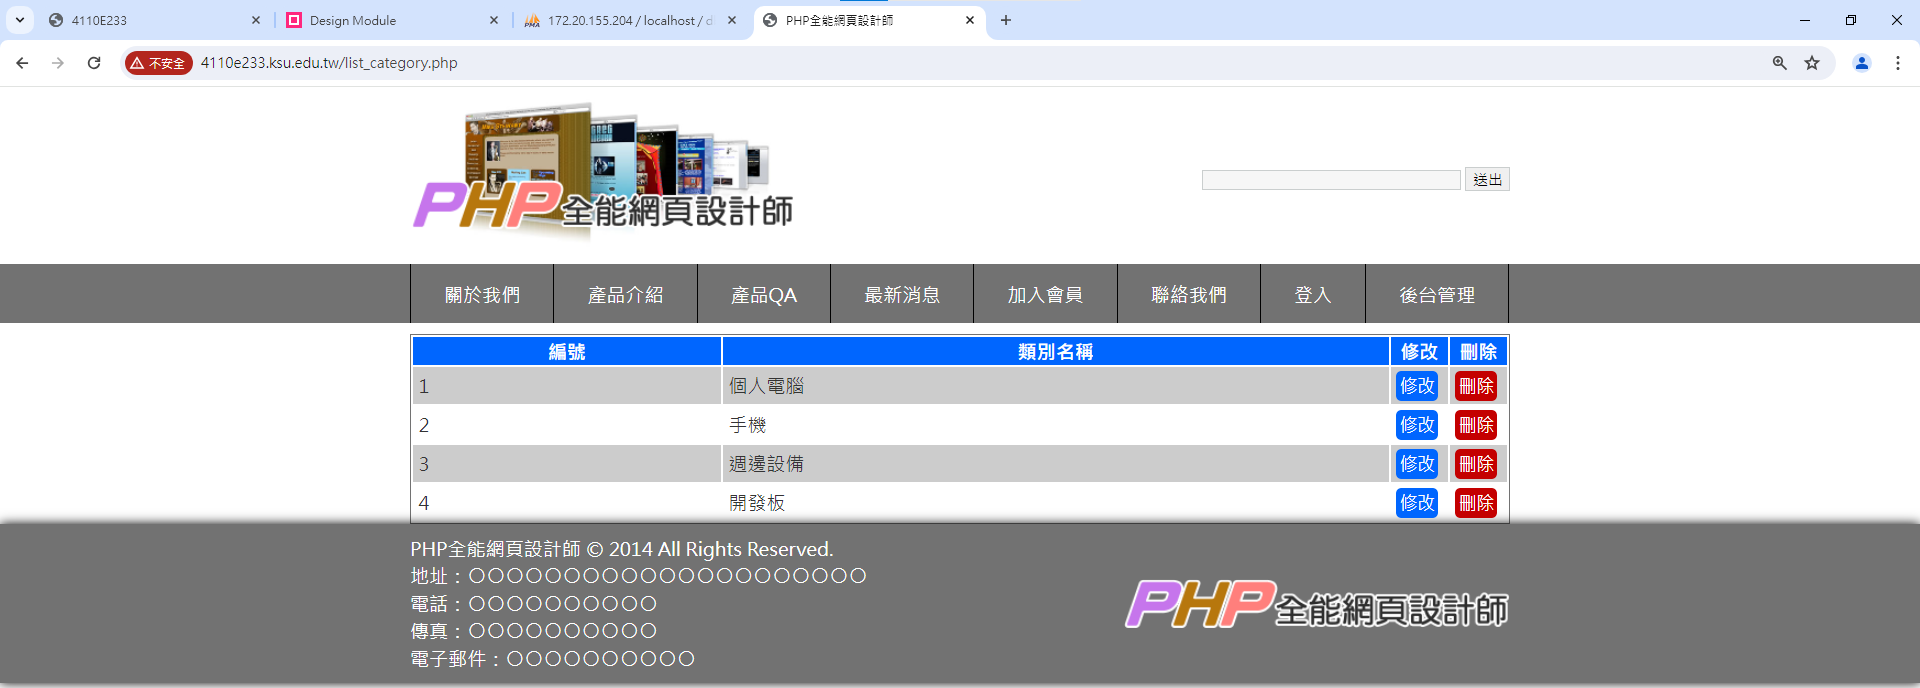 4110E233
Design Module
172.20.155.204 / localhost / d
PHP全能網頁設計師
不安全
4110e233.ksu.edu.tw/list_category.php
PHP全能網頁設計師
送出
關於我們 產品介紹 產品QA 最新消息 加入會員 聯絡我們 登入 後台管理
編號 類別名稱 修改 刪除
1 個人電腦 修改 刪除
2 手機 修改 刪除
3 週邊設備 修改 刪除
4 開發板 修改 刪除
PHP全能網頁設計師 © 2014 All Rights Reserved.
地址：〇〇〇〇〇〇〇〇〇〇〇〇〇〇〇〇〇〇〇〇〇
電話：〇〇〇〇〇〇〇〇〇〇
傳真：〇〇〇〇〇〇〇〇〇〇
電子郵件：〇〇〇〇〇〇〇〇〇〇
PHP全能網頁設計師